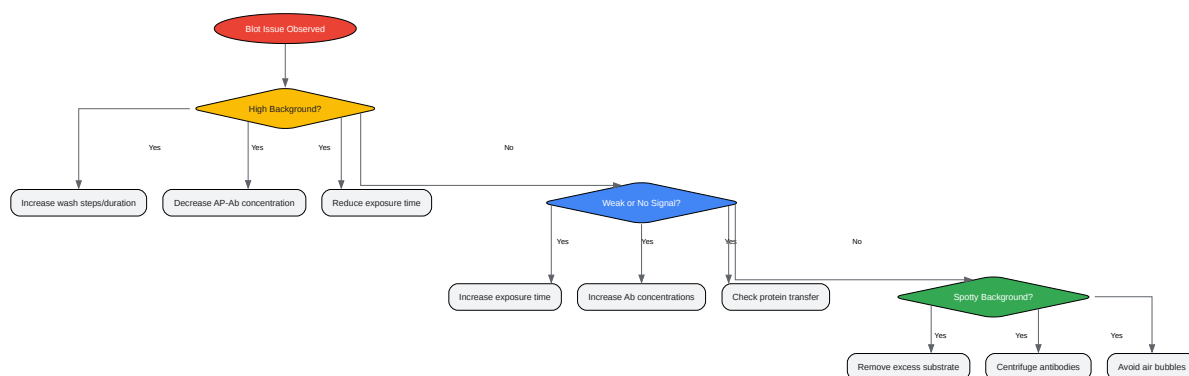 Blot Issue Observed
High Background?
Yes
Yes
Yes
No
Increase wash steps/duration
Decrease AP-Ab concentration
Reduce exposure time
Weak or No Signal?
Yes
Yes
Yes
No
Increase exposure time
Increase Ab concentrations
Check protein transfer
Spotty Background?
Yes
Yes
Yes
Remove excess substrate
Centrifuge antibodies
Avoid air bubbles